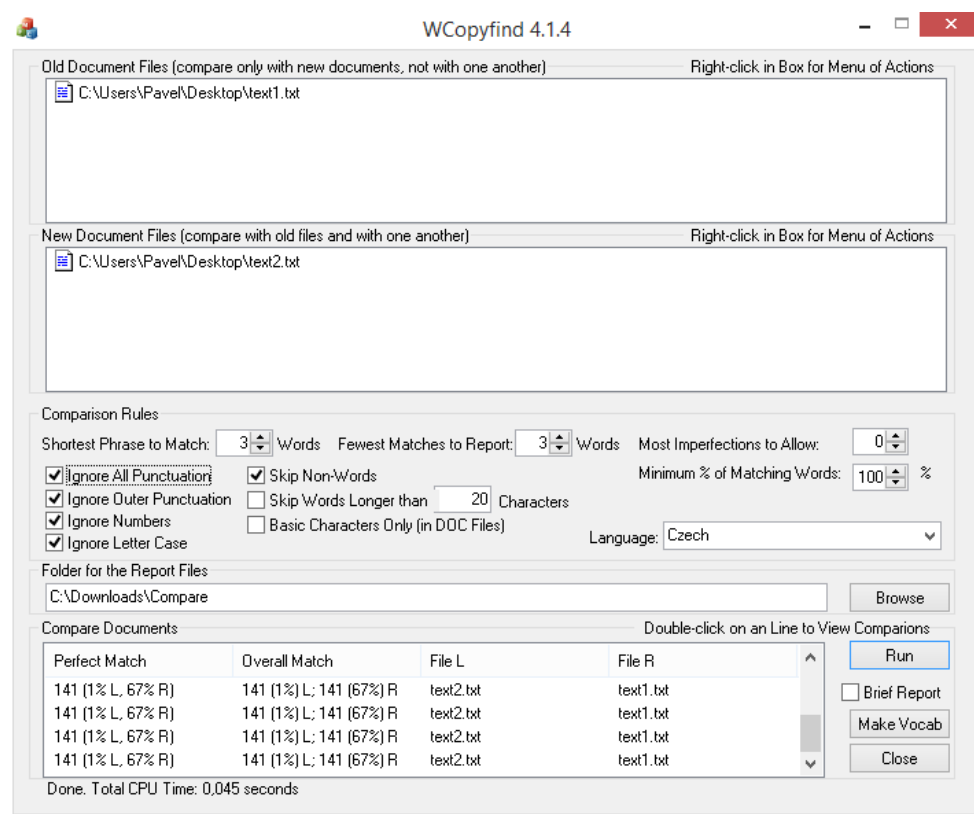 WCopyfind 4.1.4
Old Document Files (compare only with new documents, not with one another) Right-click in Box for Menu of Actions
C:\Users\Pavel\Desktop\text1.txt
New Document Files (compare with old files and with one another) Right-click in Box for Menu of Actions
C:\Users\Pavel\Desktop\text2.txt
Comparison Rules
Shortest Phrase to Match: 3 Words Fewest Matches to Report: 3 Words Most Imperfections to Allow: 0
Ignore All Punctuation Skip Non-Words Minimum % of Matching Words: 100 %
Ignore Outer Punctuation Skip Words Longer than 20 Characters
Ignore Numbers Basic Characters Only (in DOC Files)
Ignore Letter Case Language: Czech
Folder for the Report Files
C:\Downloads\Compare Browse
Compare Documents Double-click on an Line to View Comparions
Perfect Match Overall Match File L File R Run
141 (1% L, 67% R) 141 (1%) L; 141 (67%) R text2.txt text1.txt Brief Report
141 (1% L, 67% R) 141 (1%) L; 141 (67%) R text2.txt text1.txt Make Vocab
141 (1% L, 67% R) 141 (1%) L; 141 (67%) R text2.txt text1.txt
141 (1% L, 67% R) 141 (1%) L; 141 (67%) R text2.txt text1.txt Close
Done. Total CPU Time: 0,045 seconds